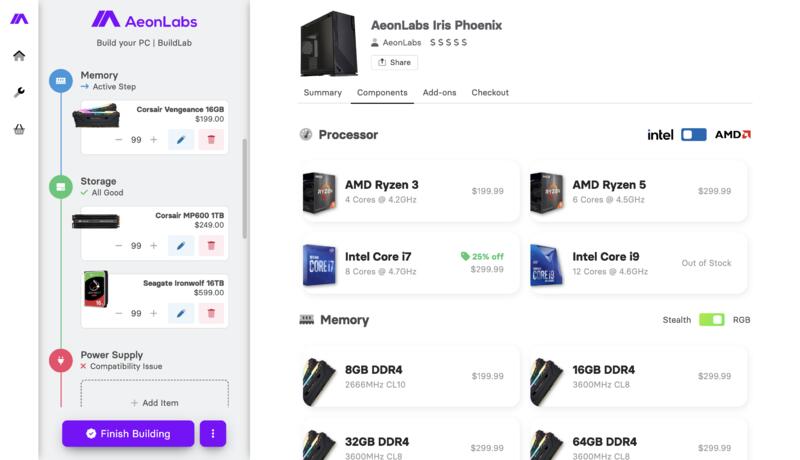 AeonLabs
Build your PC | BuildLab
Memory
Active Step
Corsair Vengeance 16GB
$199.00
99
Storage
All Good
Corsair MP600 1TB
$249.00
99
Seagate Ironwolf 16TB
$599.00
99
Power Supply
Compatibility Issue
Add Item
Finish Building
AeonLabs Iris Phoenix
AeonLabs $ $ $ $ $
Share
Summary Components Add-ons Checkout
Processor
intel AMD
AMD Ryzen 3
4 Cores @ 4.2GHz
$199.99
AMD Ryzen 5
6 Cores @ 4.5GHz
$299.99
Intel Core i7
8 Cores @ 4.7GHz
25% off
$299.99
Intel Core i9
12 Cores @ 4.6GHz
Out of Stock
Memory
Stealth RGB
8GB DDR4
2666MHz CL10
$199.99
16GB DDR4
3600MHz CL8
$299.99
32GB DDR4
3600MHz CL8
$299.99
64GB DDR4
3600MHz CL8
$299.99